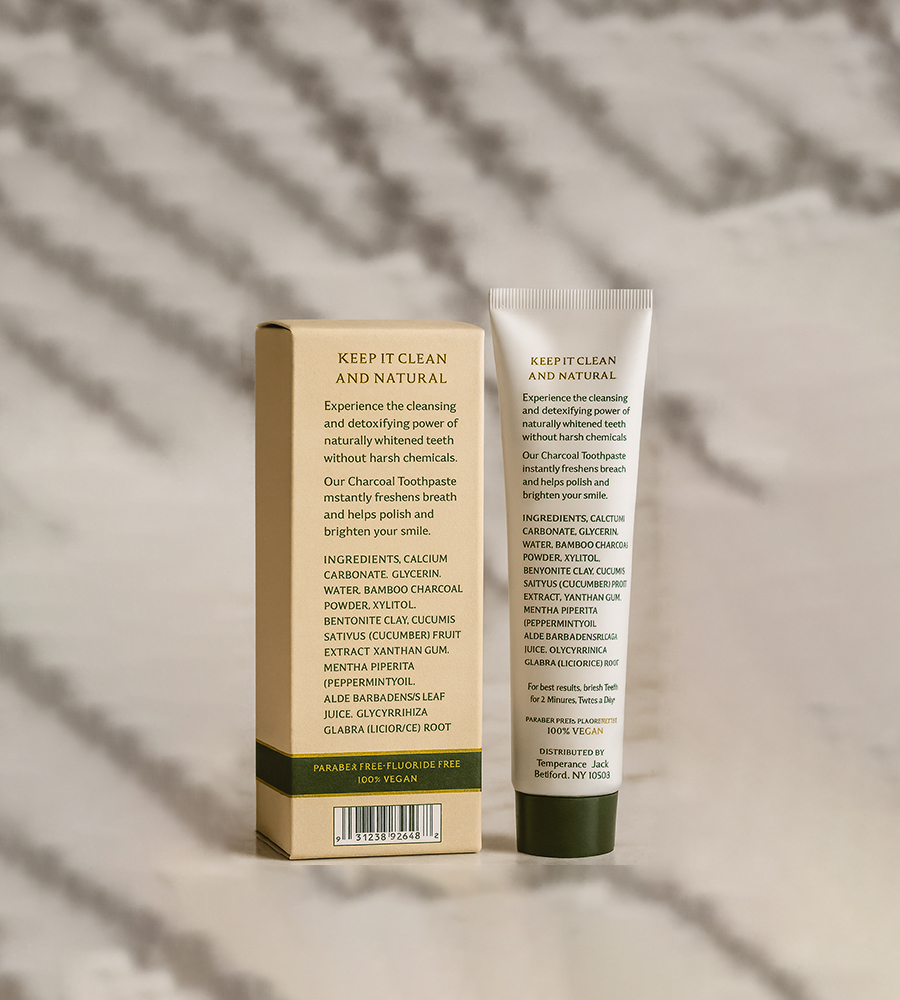 KEEP IT CLEAN
AND NATURAL
Experience the cleansing
and detoxifying power of
naturally whitened teeth
without harsh chemicals.
Our Charcoal Toothpaste
mstantly freshens breath
and helps polish and
brighten your smile.
INGREDIENTS, CALCIUM
CARBONATE. GLYCERIN.
WATER, BAMBOO CHARCOAL
POWDER, XYLITOL.
BENTONITE CLAY, CUCUMIS
SATIVUS (CUCUMBER) FRUIT
EXTRACT XANTHAN GUM.
MENTHA PIPERITA
(PEPPERMINTYOIL.
ALDE BARBADENS/S LEAF
JUICE. GLYCYRRIHIZA
GLABRA (LICIOR/CE) ROOT
PARABER FREE·FLUORIDE FREE
100% VEGAN
9 31238 92648 2
KEEP IT CLEAN
AND NATURAL
Experience the cleansing
and detoxifying power of
naturally whitened teeth
without harsh chemicals
Our Charcoal Toothpaste
instantly freshens breach
and helps polish and
brighten your smile.
INGREDIENTS, CALCTUMI
CARBONATE, GLYCERIN,
WATER, BAMBOO CHARCOAL
POWDER, XYLITOL.
BENYONITE CLAY, CUCUMIS
SAITYUS (CUCUMBER) FRUIT
EXTRACT, YANTHAN GUM.
MENTHA PIPERITA
(PEPPERMINTYOIL
ALDE
JUICE. OLYCYRRINICA
GLABRA (LICIORICE) ROOT
For best results, briesh Teeth
for 2 Minures, Twtes a Day
PARABER
100% VEGAN
DISTRIBUTED BY
Temperance Jack
Betiford. NY 10503